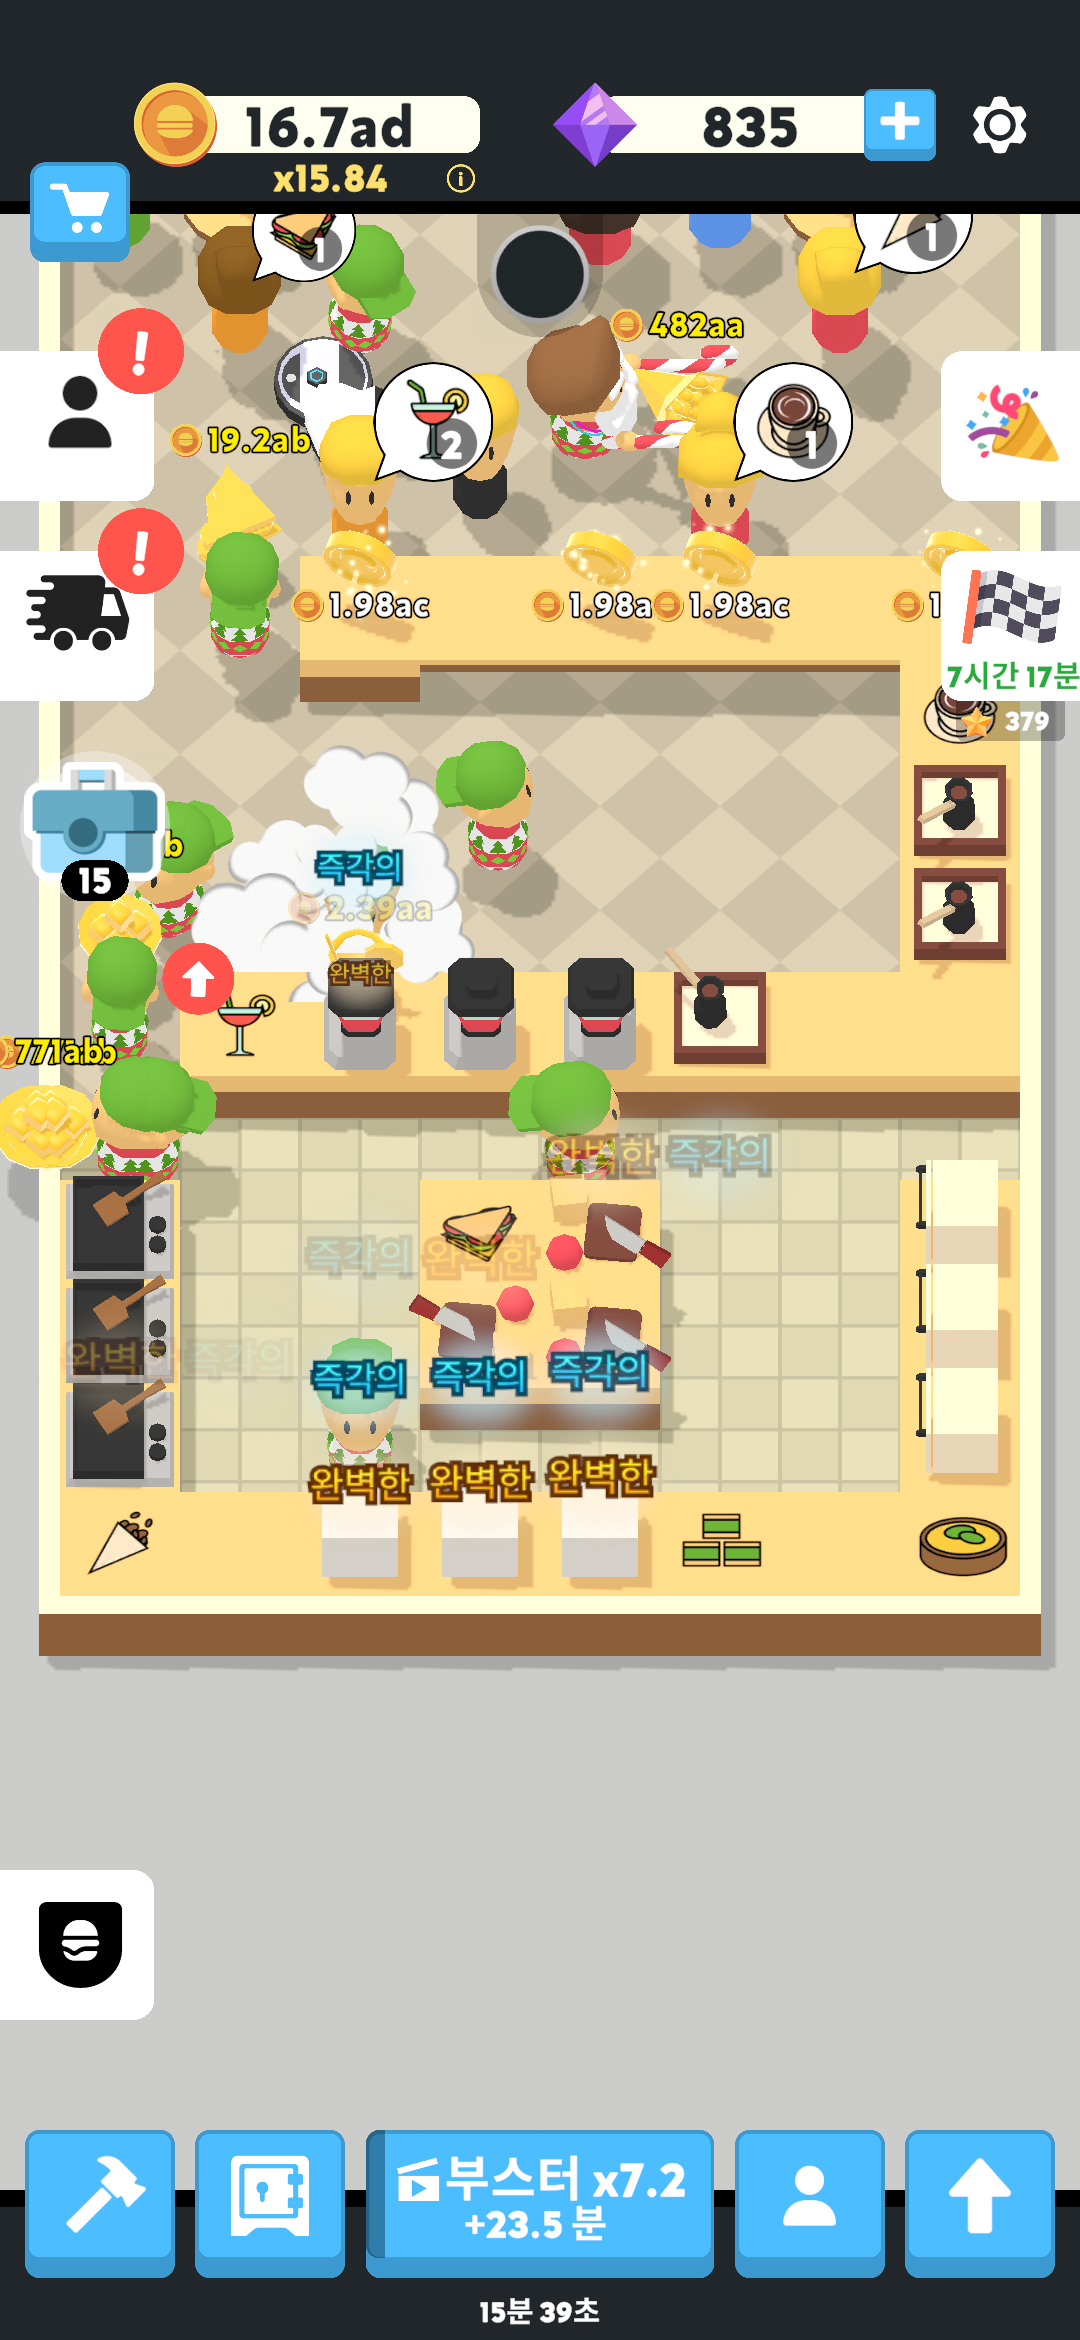 16.7ad
835
x15.84
1
1
482aa
2
1
19.2ab
1.98ac
1.98a
1.98ac
7시간 17분
379
즉각의
b
2.39aa
15
완벽한
완벽한 즉각의
즉각의 완벽한
완벽한 즉각의
즉각의
즉각의
즉각의
완벽한
완벽한
완벽한
부스터 x7.2
+23.5 분
15분 39초